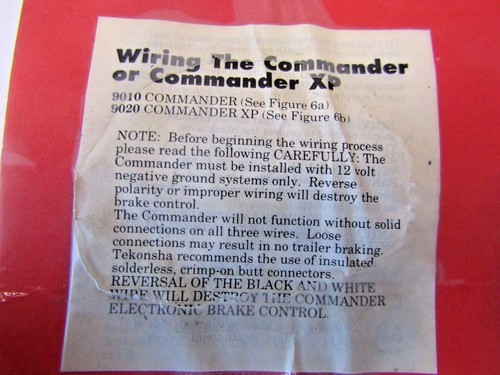 Wiring The Commander
or Commander XP
9010 COMMANDER (See Figure 6a)
9020 COMMANDER XP (See Figure 6b)
NOTE: Before beginning the wiring process
please read the following CAREFULLY: The
Commander must be installed with 12 volt
negative ground systems only. Reverse
polarity or improper wiring will destroy the
brake control.
The Commander will not function without solid
connections on all three wires. Loose
connections may result in no trailer braking.
Tekonsha recommends the use of insulated
solderless, crimp-on butt connectors.
REVERSAL OF THE BLACK AND WHITE
WIRE WILL DESTROY THE COMMANDER
ELECTRONIC BRAKE CONTROL.